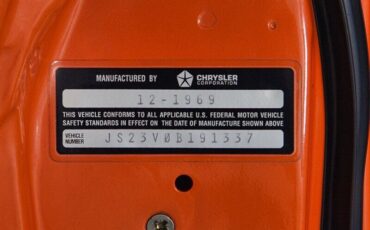 MANUFACTURED BY CHRYSLER CORPORATION
12-1969
THIS VEHICLE CONFORMS TO ALL APPLICABLE U.S. FEDERAL MOTOR VEHICLE
SAFETY STANDARDS IN EFFECT ON THE DATE OF MANUFACTURE SHOWN ABOVE
VEHICLE NUMBER JS23V0B191337